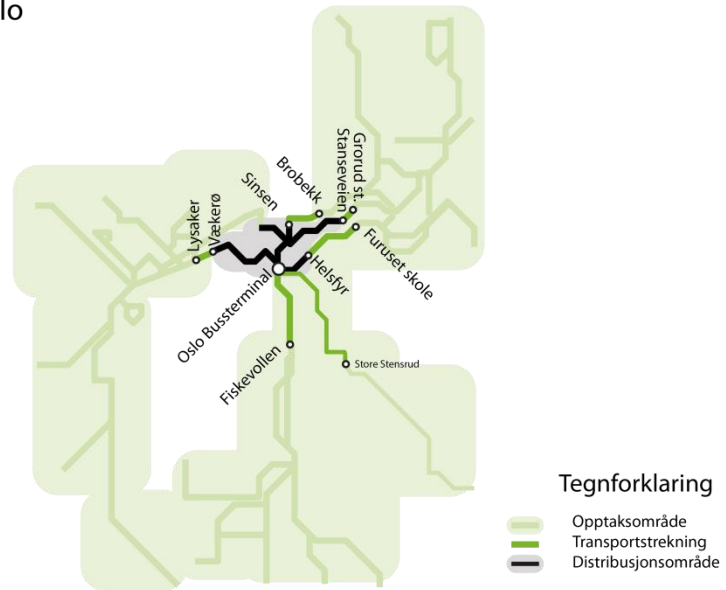 lo
Grorud st.
Stanseveien
Brobekk
Sinsen
Lysaker
Vækerø
Furuset skole
Helsfyr
Oslo Bussterminal
Fiskevollen
Store Stensrud
Tegnforklaring
Opptaksområde
Transportstrekning
Distribusjonsområde